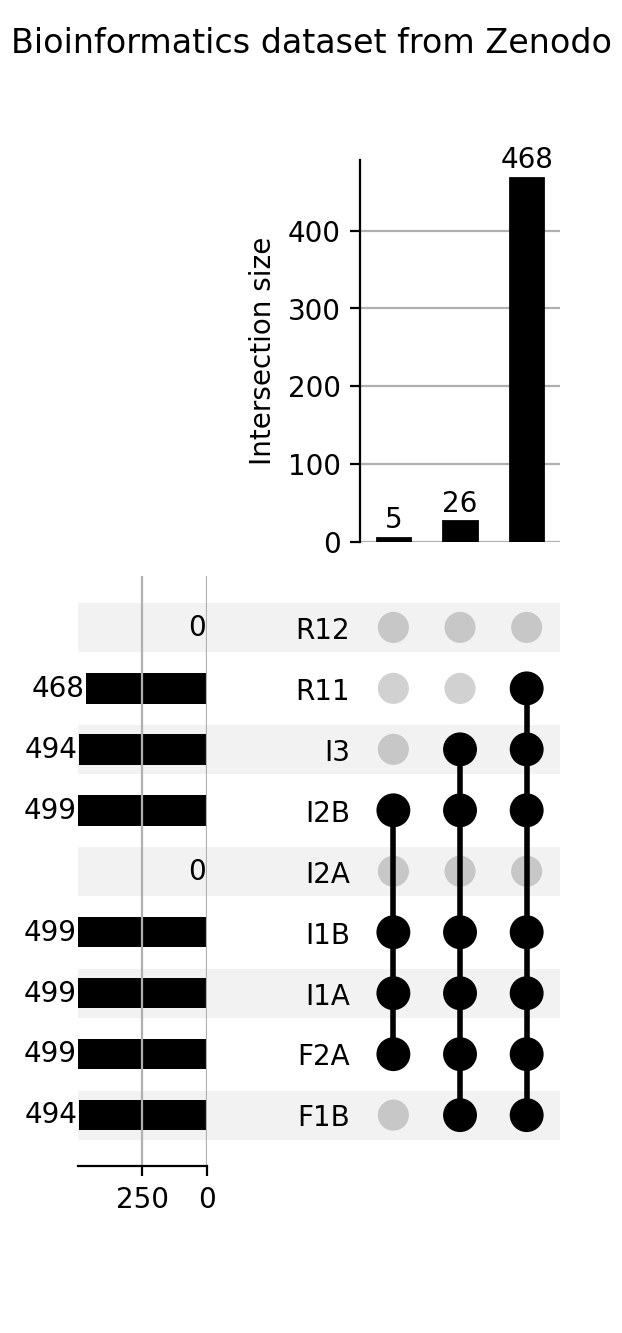 Bioinformatics dataset from Zenodo
468
400
300
200
100
0
Intersection size
5
26
0 R12
468 R11
494 I3
499 I2B
0 I2A
499 I1B
499 I1A
499 F2A
494 F1B
250 0